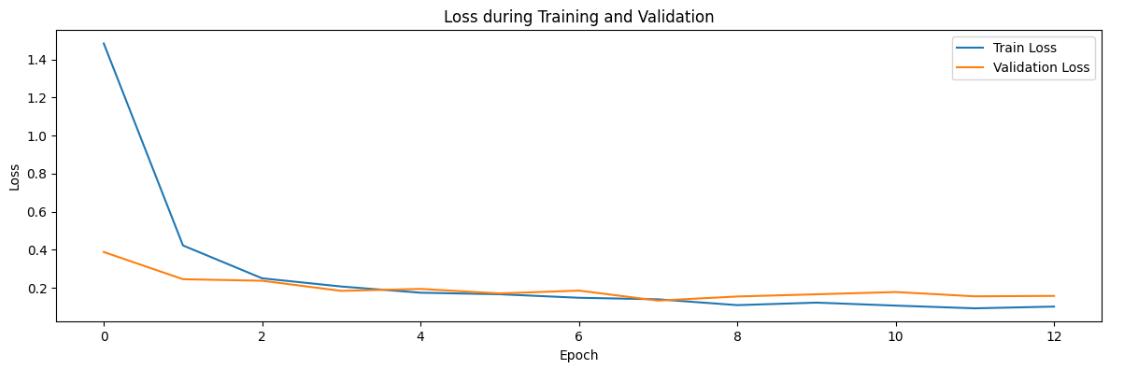 Loss during Training and Validation
Train Loss
Validation Loss
1.4
1.2
1.0
0.8
0.6
0.4
0.2
Loss
0 2 4 6 8 10 12
Epoch